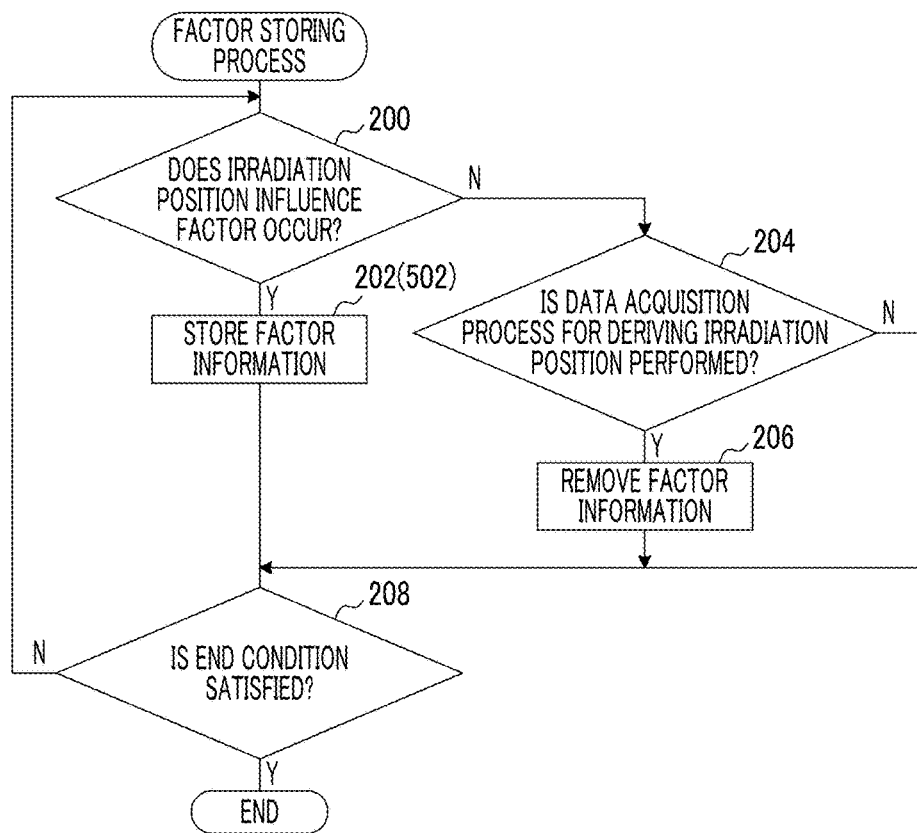 FACTOR STORING
PROCESS
200
DOES IRRADIATION
POSITION INFLUENCE
FACTOR OCCUR?
N
Y
202(502)
STORE FACTOR
INFORMATION
204
IS DATA ACQUISITION
PROCESS FOR DERIVING IRRADIATION
POSITION PERFORMED?
N
Y
206
REMOVE FACTOR
INFORMATION
208
IS END CONDITION
SATISFIED?
N
Y
END